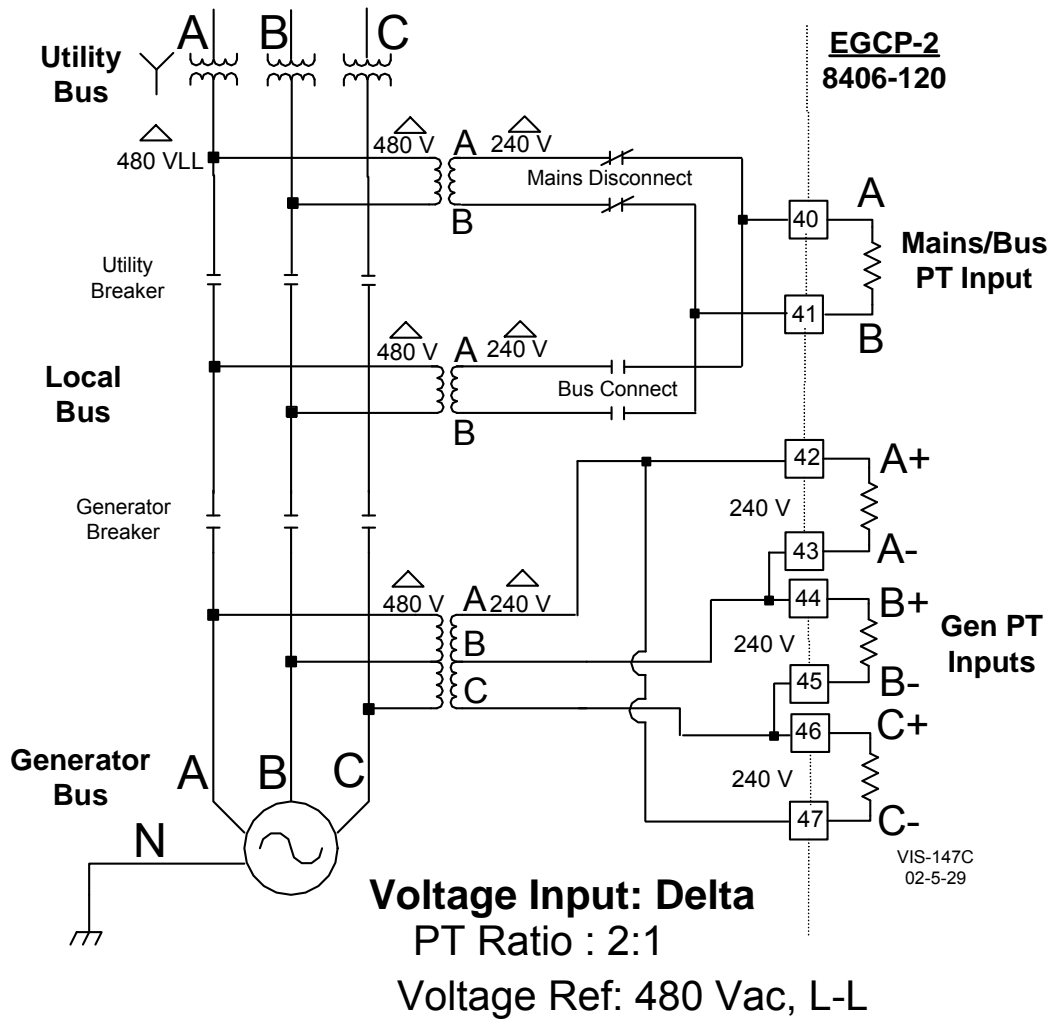 A B C
Utility
Bus
EGCP-2
8406-120
480 VLL
480 V A 240 V
Mains Disconnect
B
40 A
Mains/Bus
PT Input
41 B
Utility
Breaker
480 V A 240 V
Local
Bus
Bus Connect
B
42 A+
240 V
43 A-
Generator
Breaker
480 V A 240 V
44 B+
B
240 V
Gen PT
Inputs
45 B-
C
46 C+
240 V
47 C-
Generator
Bus
A B C
N
VIS-147C
02-5-29
Voltage Input: Delta
PT Ratio : 2:1
Voltage Ref: 480 Vac, L-L